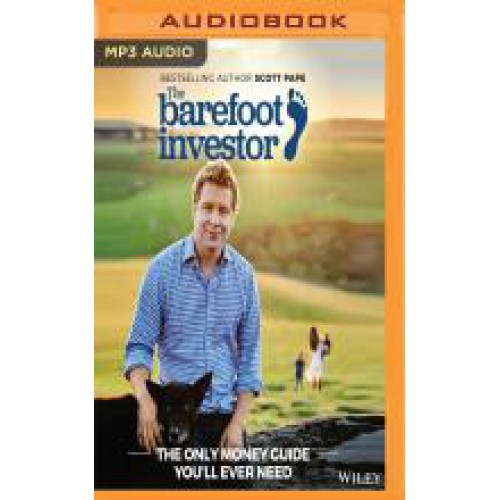 AUDIOBOOK
MP3 AUDIO
BESTSELLING AUTHOR SCOTT PAPE
The
barefoot
investor
THE ONLY MONEY GUIDE
YOU'LL EVER NEED
WILEY